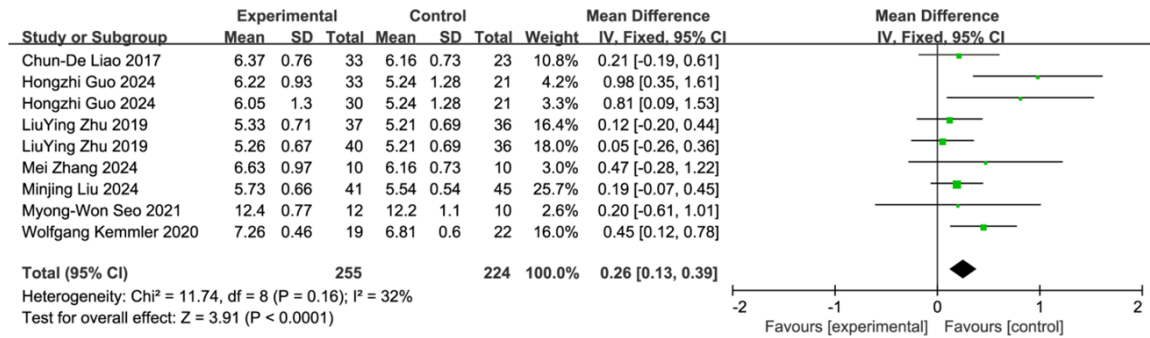 Experimental Control Mean Difference Mean Difference
Study or Subgroup Mean SD Total Mean SD Total Weight IV, Fixed, 95% CI IV, Fixed, 95% CI
Chun-De Liao 2017 6.37 0.76 33 6.16 0.73 23 10.8% 0.21 [-0.19, 0.61]
Hongzhi Guo 2024 6.22 0.93 33 5.24 1.28 21 4.2% 0.98 [0.35, 1.61]
Hongzhi Guo 2024 6.05 1.3 30 5.24 1.28 21 3.3% 0.81 [0.09, 1.53]
LiuYing Zhu 2019 5.33 0.71 37 5.21 0.69 36 16.4% 0.12 [-0.20, 0.44]
LiuYing Zhu 2019 5.26 0.67 40 5.21 0.69 36 18.0% 0.05 [-0.26, 0.36]
Mei Zhang 2024 6.63 0.97 10 6.16 0.73 10 3.0% 0.47 [-0.28, 1.22]
Minjing Liu 2024 5.73 0.66 41 5.54 0.54 45 25.7% 0.19 [-0.07, 0.45]
Myong-Won Seo 2021 12.4 0.77 12 12.2 1.1 10 2.6% 0.20 [-0.61, 1.01]
Wolfgang Kemmler 2020 7.26 0.46 19 6.81 0.6 22 16.0% 0.45 [0.12, 0.78]
Total (95% CI) 255 224 100.0% 0.26 [0.13, 0.39]
Heterogeneity: Chi² = 11.74, df = 8 (P = 0.16); I² = 32%
Test for overall effect: Z = 3.91 (P < 0.0001)
-2 -1 0 1 2
Favours [experimental] Favours [control]